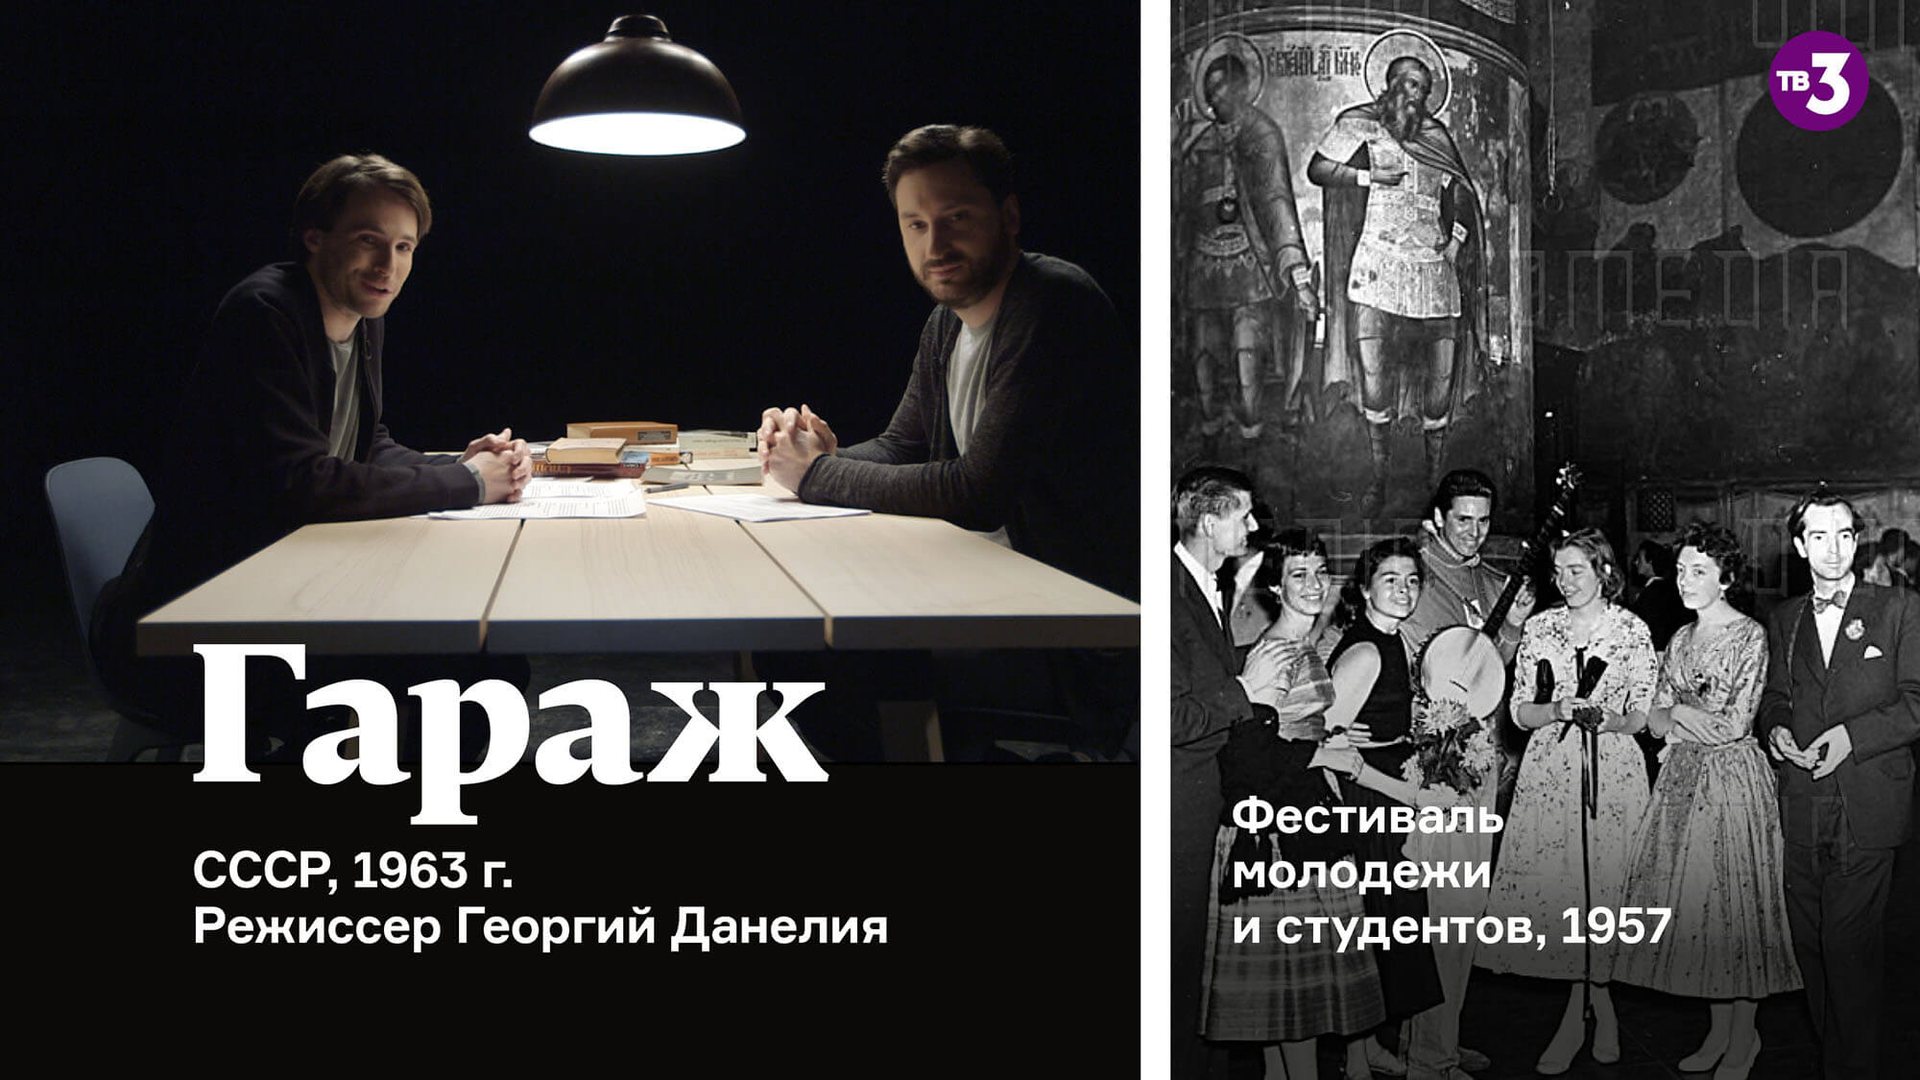 Гараж
СССР, 1963 г.
Режиссер Георгий Данелия
ТВ3
Фестиваль
молодежи
и студентов, 1957